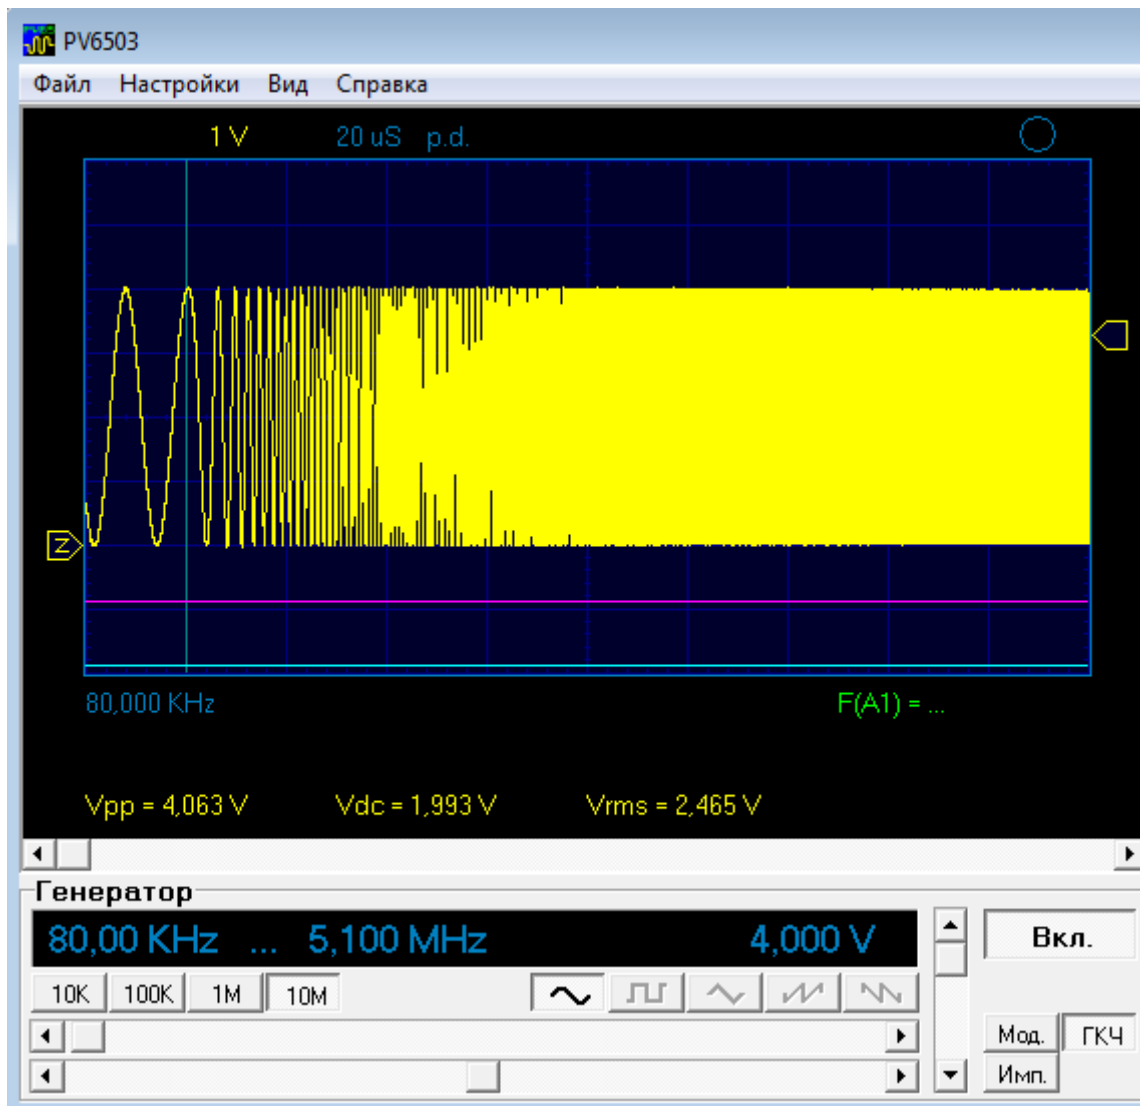 PV6503
Файл Настройки Вид Справка
1 V 20 uS p.d.
Z
80,000 KHz F(A1) = ...
Vpp = 4,063 V Vdc = 1,993 V Vrms = 2,465 V
Генератор
80,00 KHz ... 5,100 MHz 4,000 V
Вкл.
10K 100K 1M 10M
Мод. ГКЧ
Имп.